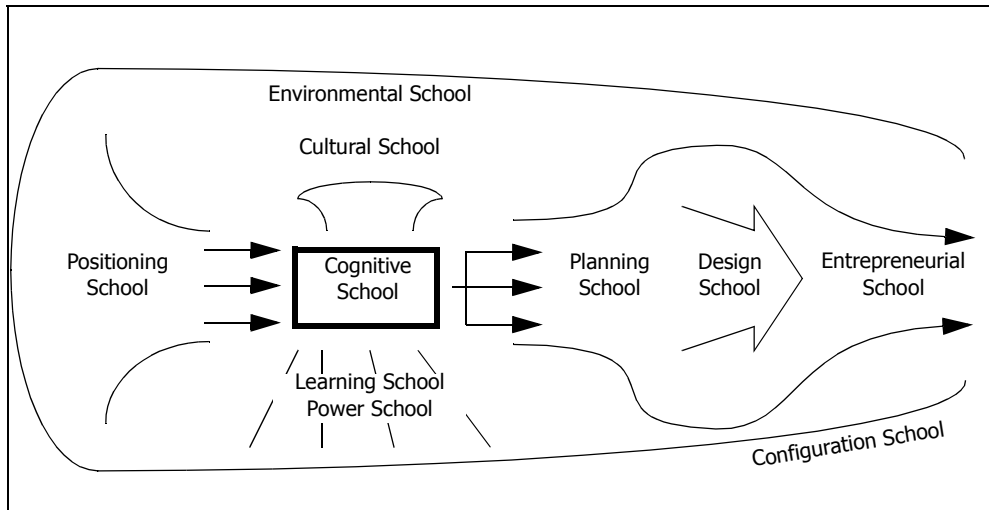 Environmental School
Cultural School
Positioning
School
Cognitive
School
Planning
School
Design
School
Entrepreneurial
School
Learning School
Power School
Configuration School